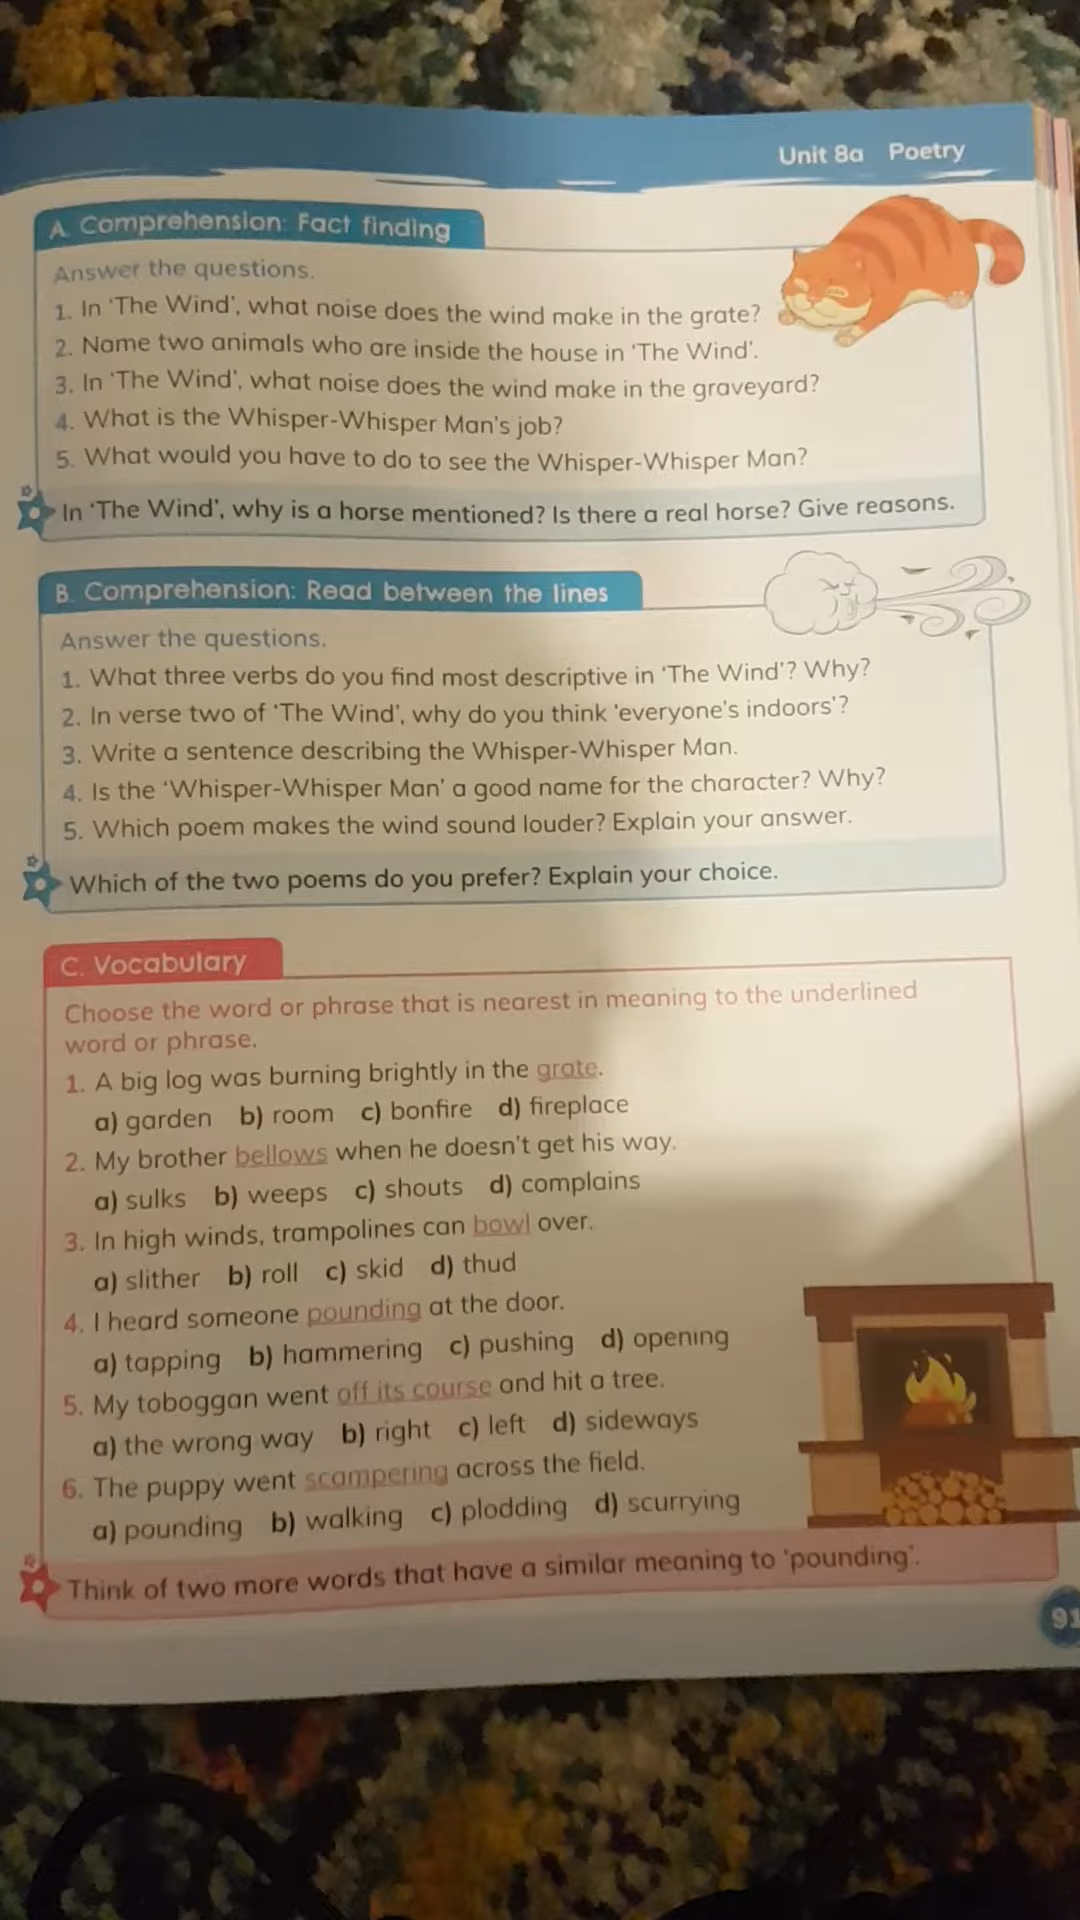 Unit 8a Poetry
A. Comprehension: Fact finding
Answer the questions.
1. In ‘The Wind’, what noise does the wind make in the grate?
2. Name two animals who are inside the house in ‘The Wind’.
3. In ‘The Wind’, what noise does the wind make in the graveyard?
4. What is the Whisper-Whisper Man's job?
5. What would you have to do to see the Whisper-Whisper Man?
In ‘The Wind’, why is a horse mentioned? Is there a real horse? Give reasons.
B. Comprehension: Read between the lines
Answer the questions.
1. What three verbs do you find most descriptive in ‘The Wind’? Why?
2. In verse two of ‘The Wind’, why do you think ‘everyone's indoors’?
3. Write a sentence describing the Whisper-Whisper Man.
4. Is the ‘Whisper-Whisper Man’ a good name for the character? Why?
5. Which poem makes the wind sound louder? Explain your answer.
Which of the two poems do you prefer? Explain your choice.
C. Vocabulary
Choose the word or phrase that is nearest in meaning to the underlined
word or phrase.
1. A big log was burning brightly in the grate.
a) garden b) room c) bonfire d) fireplace
2. My brother bellows when he doesn't get his way.
a) sulks b) weeps c) shouts d) complains
3. In high winds, trampolines can bowl over.
a) slither b) roll c) skid d) thud
4. I heard someone pounding at the door.
a) tapping b) hammering c) pushing d) opening
5. My toboggan went off its course and hit a tree.
a) the wrong way b) right c) left d) sideways
6. The puppy went scampering across the field.
a) pounding b) walking c) plodding d) scurrying
Think of two more words that have a similar meaning to ‘pounding’.
91